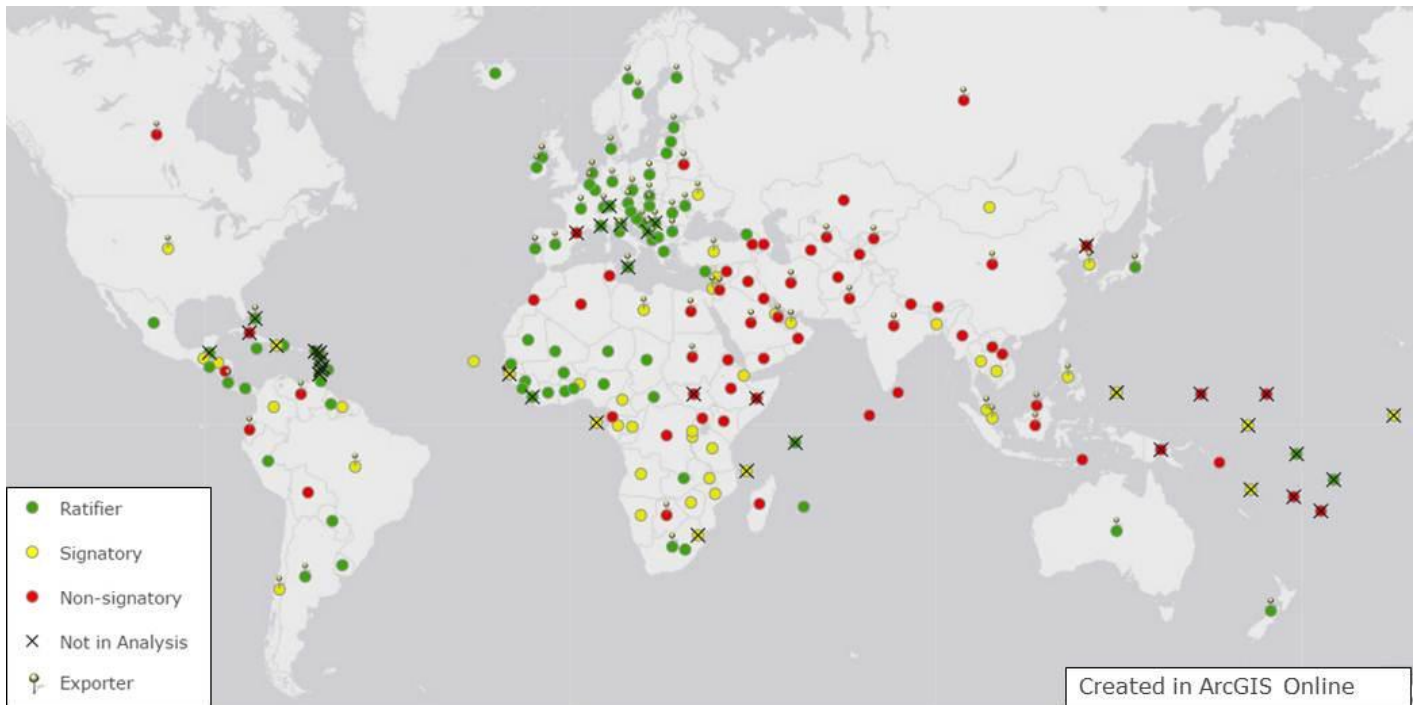 Ratifier
Signatory
Non-signatory
Not in Analysis
Exporter
Created in ArcGIS Online